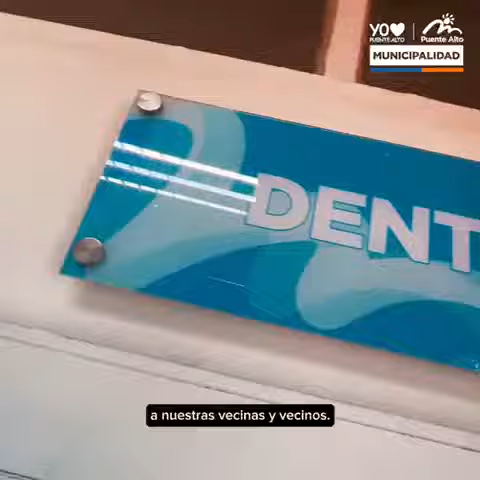 YO
PUENTE ALTO
Puente Alto
MUNICIPALIDAD
DENT
a nuestras vecinas y vecinos.